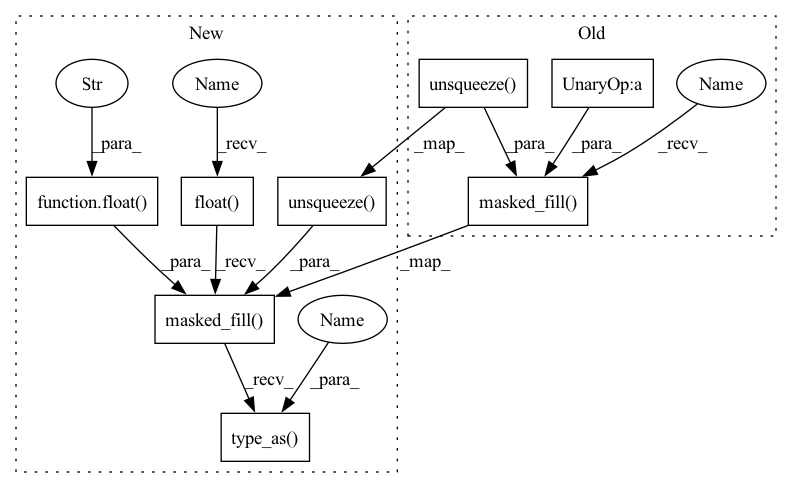 New
Old
Str
Name
unsqueeze()
UnaryOp:a
Name
_para_
_recv_
_map_
_para_
_para_
_recv_
function.float()
float()
unsqueeze()
masked_fill()
_para_
_recv_
_para_
_map_
masked_fill()
Name
_recv_
_para_
type_as()